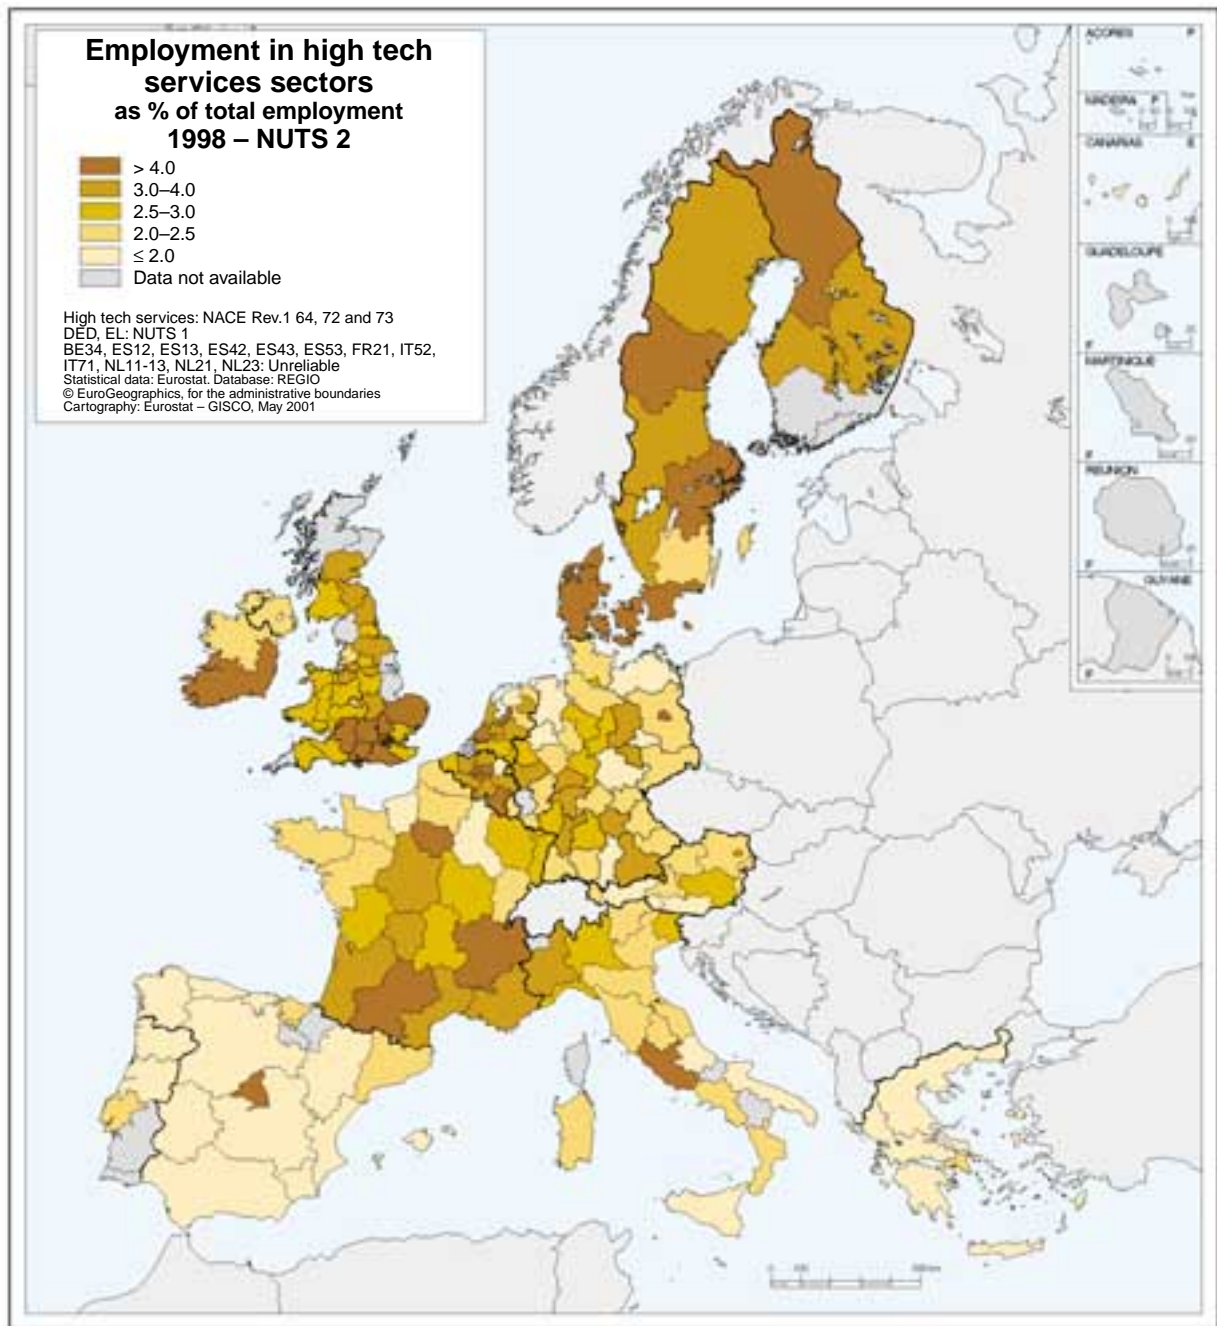 Employment in high tech
services sectors
as % of total employment
1998 – NUTS 2
> 4.0
3.0–4.0
2.5–3.0
2.0–2.5
≤ 2.0
Data not available
High tech services: NACE Rev.1 64, 72 and 73
DED, EL: NUTS 1
BE34, ES12, ES13, ES42, ES43, ES53, FR21, IT52,
IT71, NL11-13, NL21, NL23: Unreliable
Statistical data: Eurostat. Database: REGIO
© EuroGeographics, for the administrative boundaries
Cartography: Eurostat – GISCO, May 2001
AÇORES P
MADEIRA P
CANARIAS E
GUADELOUPE
F
MARTINIQUE
F
REUNION
F
GUYANE
F